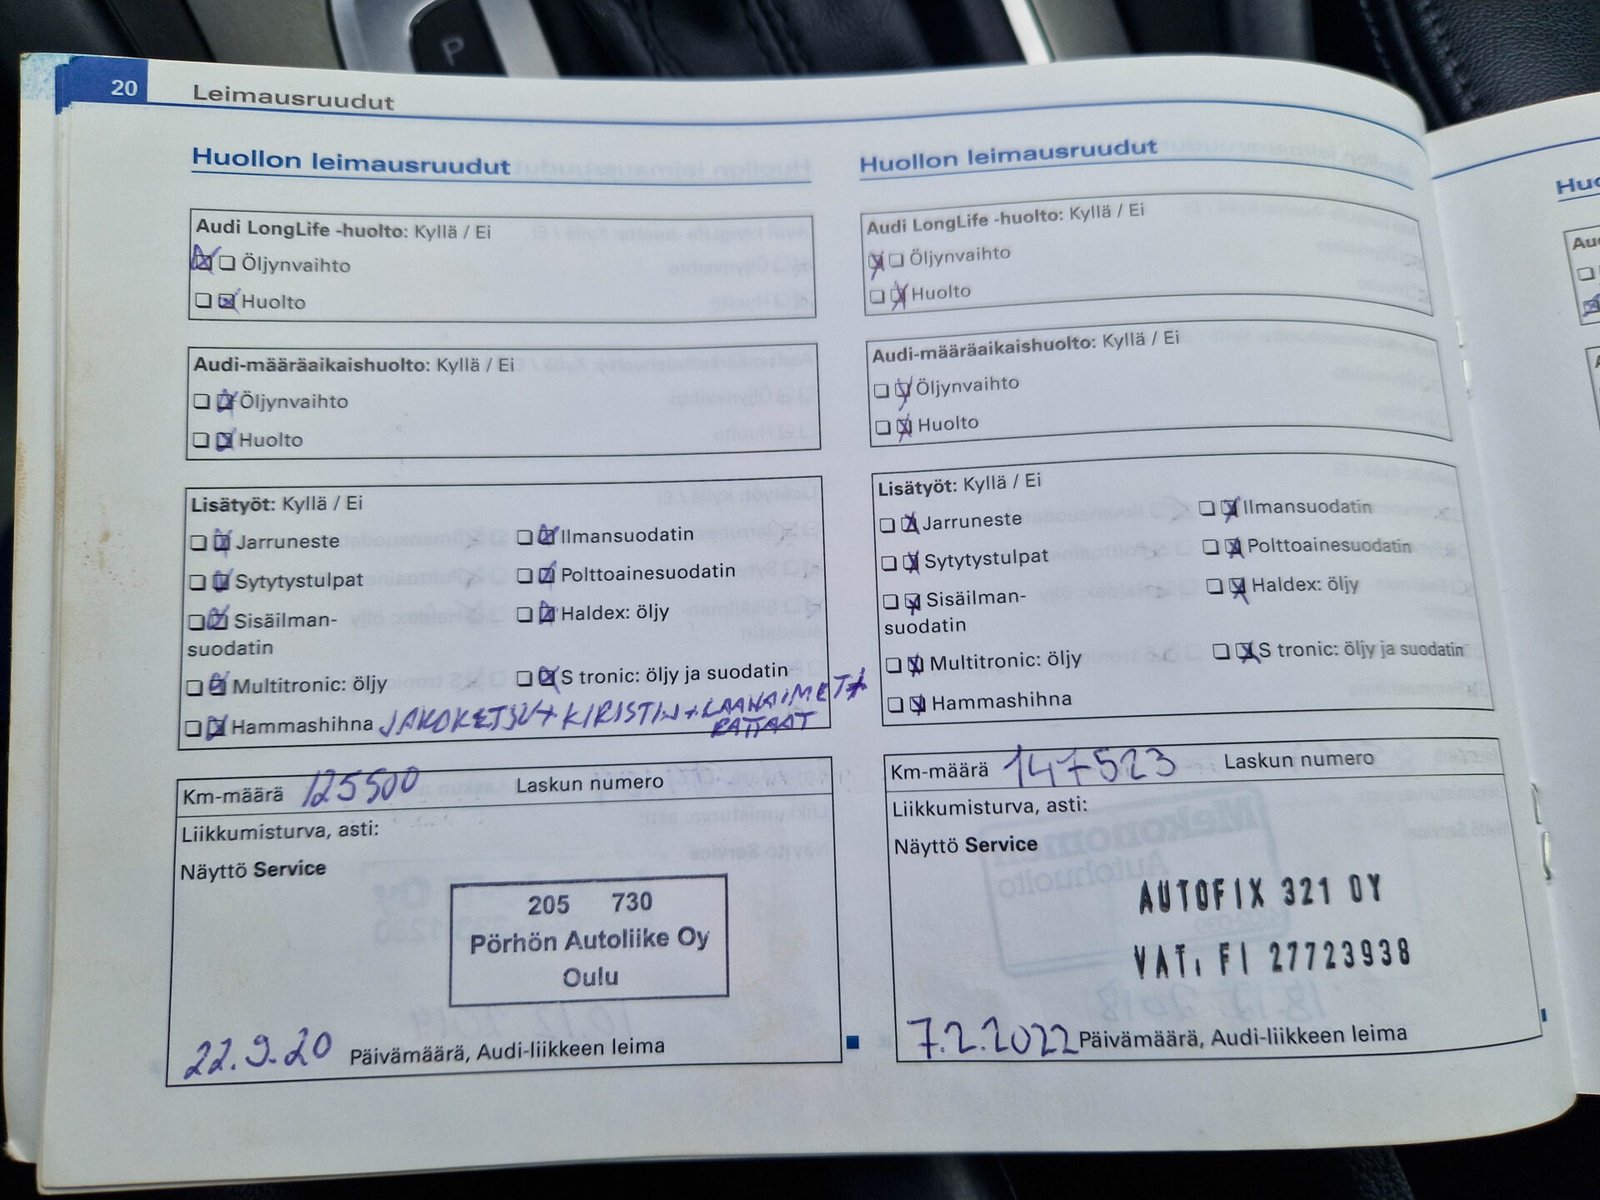 P
20 Leimausruudut
Huollon leimausruudut
Audi LongLife -huolto: Kyllä / Ei
Öljynvaihto
Huolto
Audi-määräaikaishuolto: Kyllä / Ei
Öljynvaihto
Huolto
Lisätyöt: Kyllä / Ei
Jarruneste
Ilmansuodatin
Sytytystulpat
Polttoainesuodatin
Sisäilman-
suodatin
Haldex: öljy
Multitronic: öljy
S tronic: öljy ja suodatin
Hammashihna JAKOKETJU + KIRISTIN +
RATTAAT
Km-määrä 125500 Laskun numero
Liikkumisturva, asti:
Näyttö Service
205 730
Pörhön Autoliike Oy
Oulu
22.9.20 Päivämäärä, Audi-liikkeen leima
Huollon leimausruudut
Audi LongLife -huolto: Kyllä / Ei
Öljynvaihto
Huolto
Audi-määräaikaishuolto: Kyllä / Ei
Öljynvaihto
Huolto
Lisätyöt: Kyllä / Ei
Jarruneste
Ilmansuodatin
Sytytystulpat
Polttoainesuodatin
Sisäilman-
suodatin
Haldex: öljy
Multitronic: öljy
S tronic: öljy ja suodatin
Hammashihna
Km-määrä 147523 Laskun numero
Liikkumisturva, asti:
Näyttö Service
AUTOFIX 321 OY
VAT. FI 27723938
7.2.2022 Päivämäärä, Audi-liikkeen leima